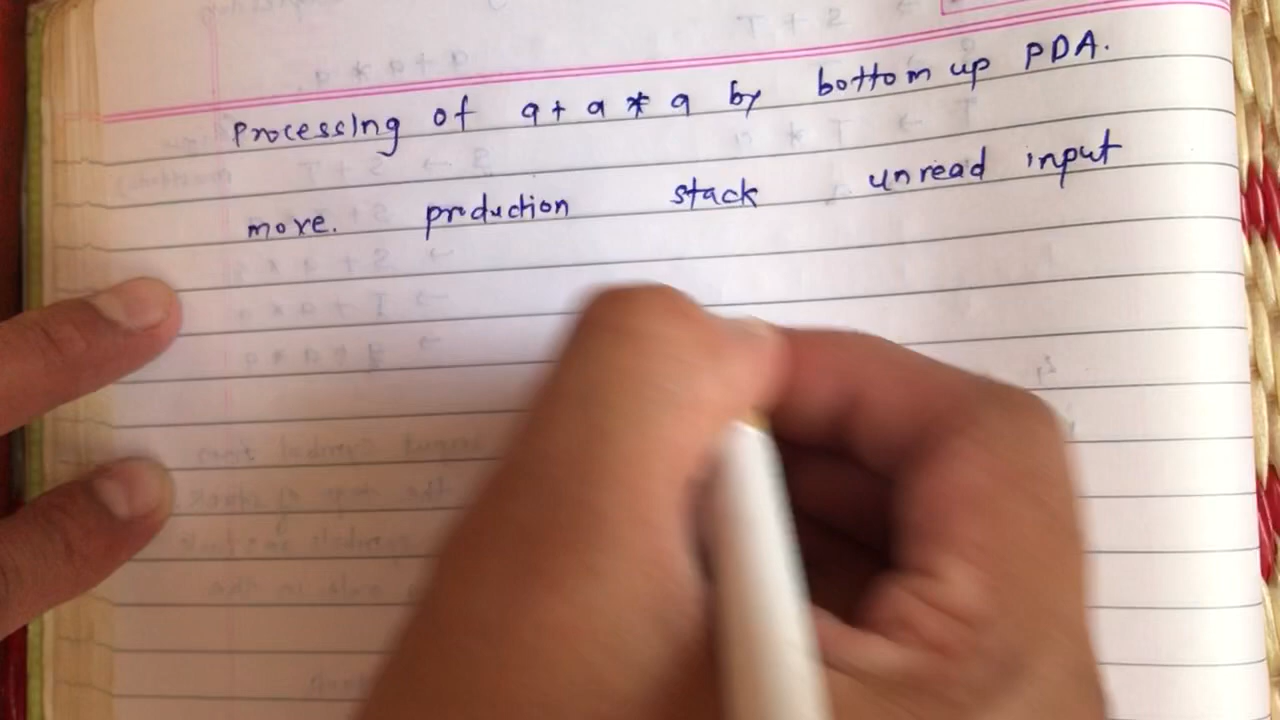 Processing of a + a * a by bottom up PDA.
move. production stack unread input